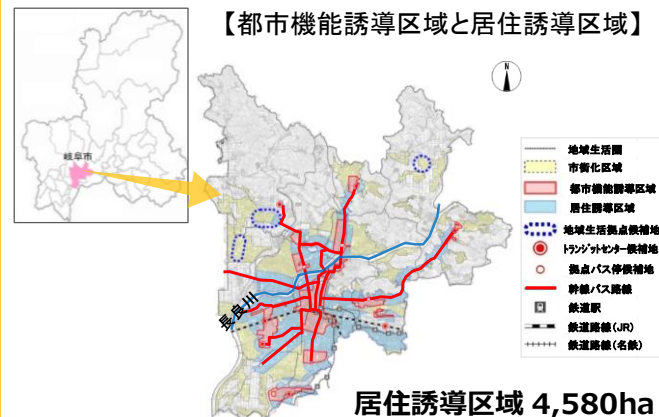 【都市機能誘導区域と居住誘導区域】
岐阜市
N
長良川
地域生活圏
市街化区域
都市機能誘導区域
居住誘導区域
地域生活拠点候補地
トランジットセンター候補地
拠点バス停候補地
幹線バス路線
鉄道駅
鉄道路線(JR)
鉄道路線(名鉄)
居住誘導区域 4,580ha